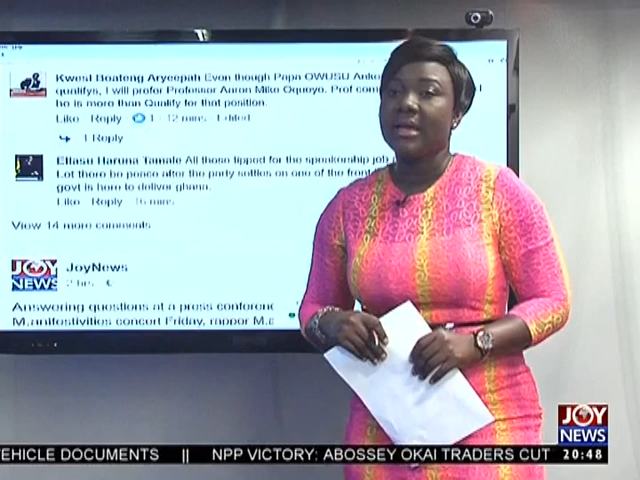 Kwesi Boateng Aryeepah Even though Papa OWUSU Anko
qualifys, I will prefer Professor Aaron Mike Oquaye. Prof
he is more than Qualify for that position.
Like Reply 1 12 mins Edited
1 Reply
Haruna Tamale All those tipped for the speakership job
Let there be peace after the party settles on one of the
govt is here to deliver ghana.
Like Reply 16 mins
View 14 more comments
JOY
NEWS
JoyNews
2 hrs
Answering questions at a press conferenc
concert Friday, rapper
JOY
NEWS
EHICLE DOCUMENTS || NPP VICTORY: ABOSSEY OKAI TRADERS CUT
20:48